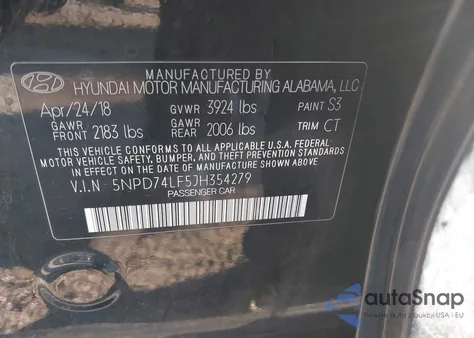 MANUFACTURED BY
HYUNDAI MOTOR MANUFACTURING ALABAMA, LLC
Apr/24/18 GVWR 3924 lbs PAINT S3
GAWR FRONT 2183 lbs GAWR REAR 2006 lbs TRIM CT
THIS VEHICLE CONFORMS TO ALL APPLICABLE U.S.A. FEDERAL
MOTOR VEHICLE SAFETY, BUMPER, AND THEFT PREVENTION STANDARDS
IN EFFECT ON THE DATE OF MANUFACTURE SHOWN ABOVE
V.I.N 5NPD74LF5JH354279
PASSENGER CAR
autoSnap
USA i EU